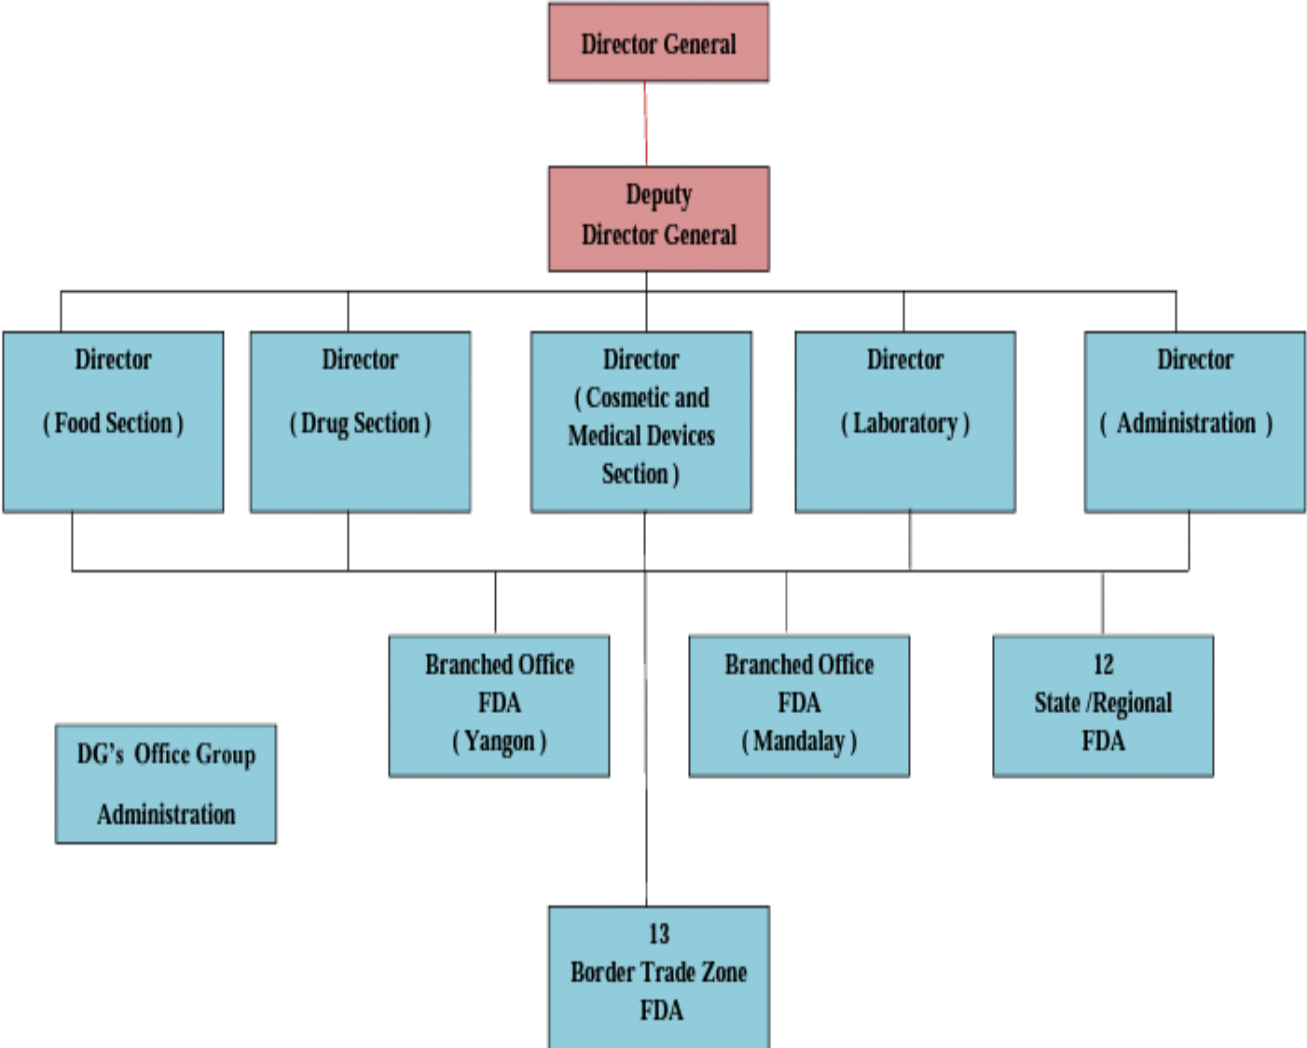 Director General
Deputy
Director General
Director
( Food Section )
Director
( Drug Section )
Director
( Cosmetic and
Medical Devices
Section )
Director
( Laboratory )
Director
( Administration )
Branched Office
FDA
( Yangon )
Branched Office
FDA
( Mandalay )
12
State /Regional
FDA
DG’s Office Group
Administration
13
Border Trade Zone
FDA